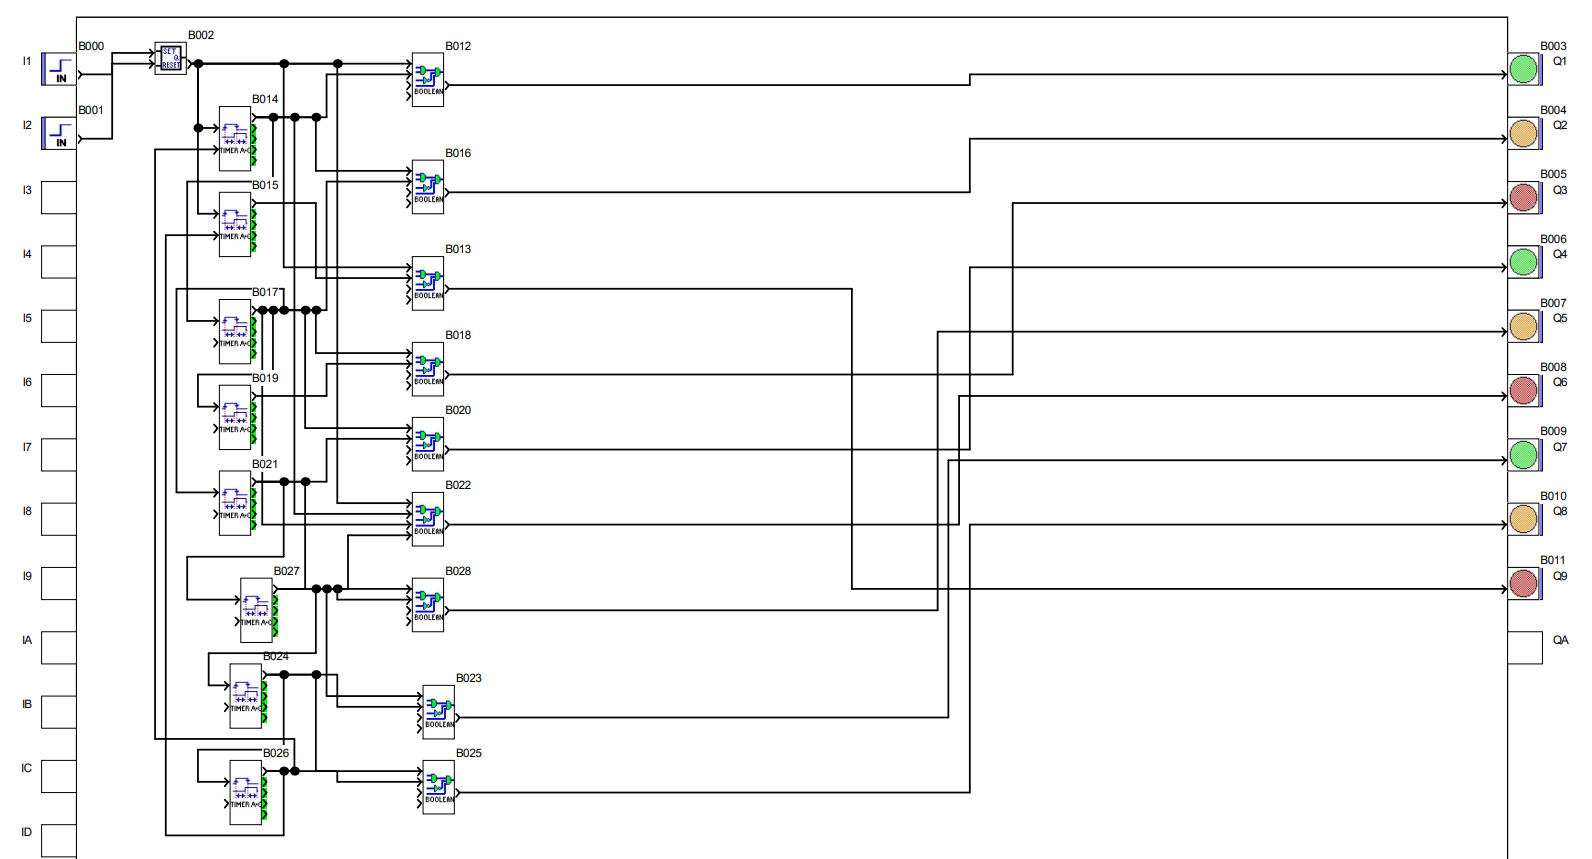 B002
B000
B012
B003
I1
SET
Q
RESET
Q1
IN
BOOLEAN
B014
B001
B004
I2
Q2
IN
TIMER A-C
B016
B005
I3
B015
Q3
BOOLEAN
TIMER A-C
B013
B006
I4
Q4
B017
BOOLEAN
B007
I5
Q5
B018
TIMER A-C
B019
B008
I6
BOOLEAN
Q6
B020
TIMER A-C
B009
I7
B021
BOOLEAN
Q7
B022
B010
I8
TIMER A-C
Q8
BOOLEAN
B011
I9
B027
B028
Q9
BOOLEAN
TIMER A-C
IA
QA
B024
B023
IB
TIMER A-C
BOOLEAN
B026
B025
IC
TIMER A-C
BOOLEAN
ID